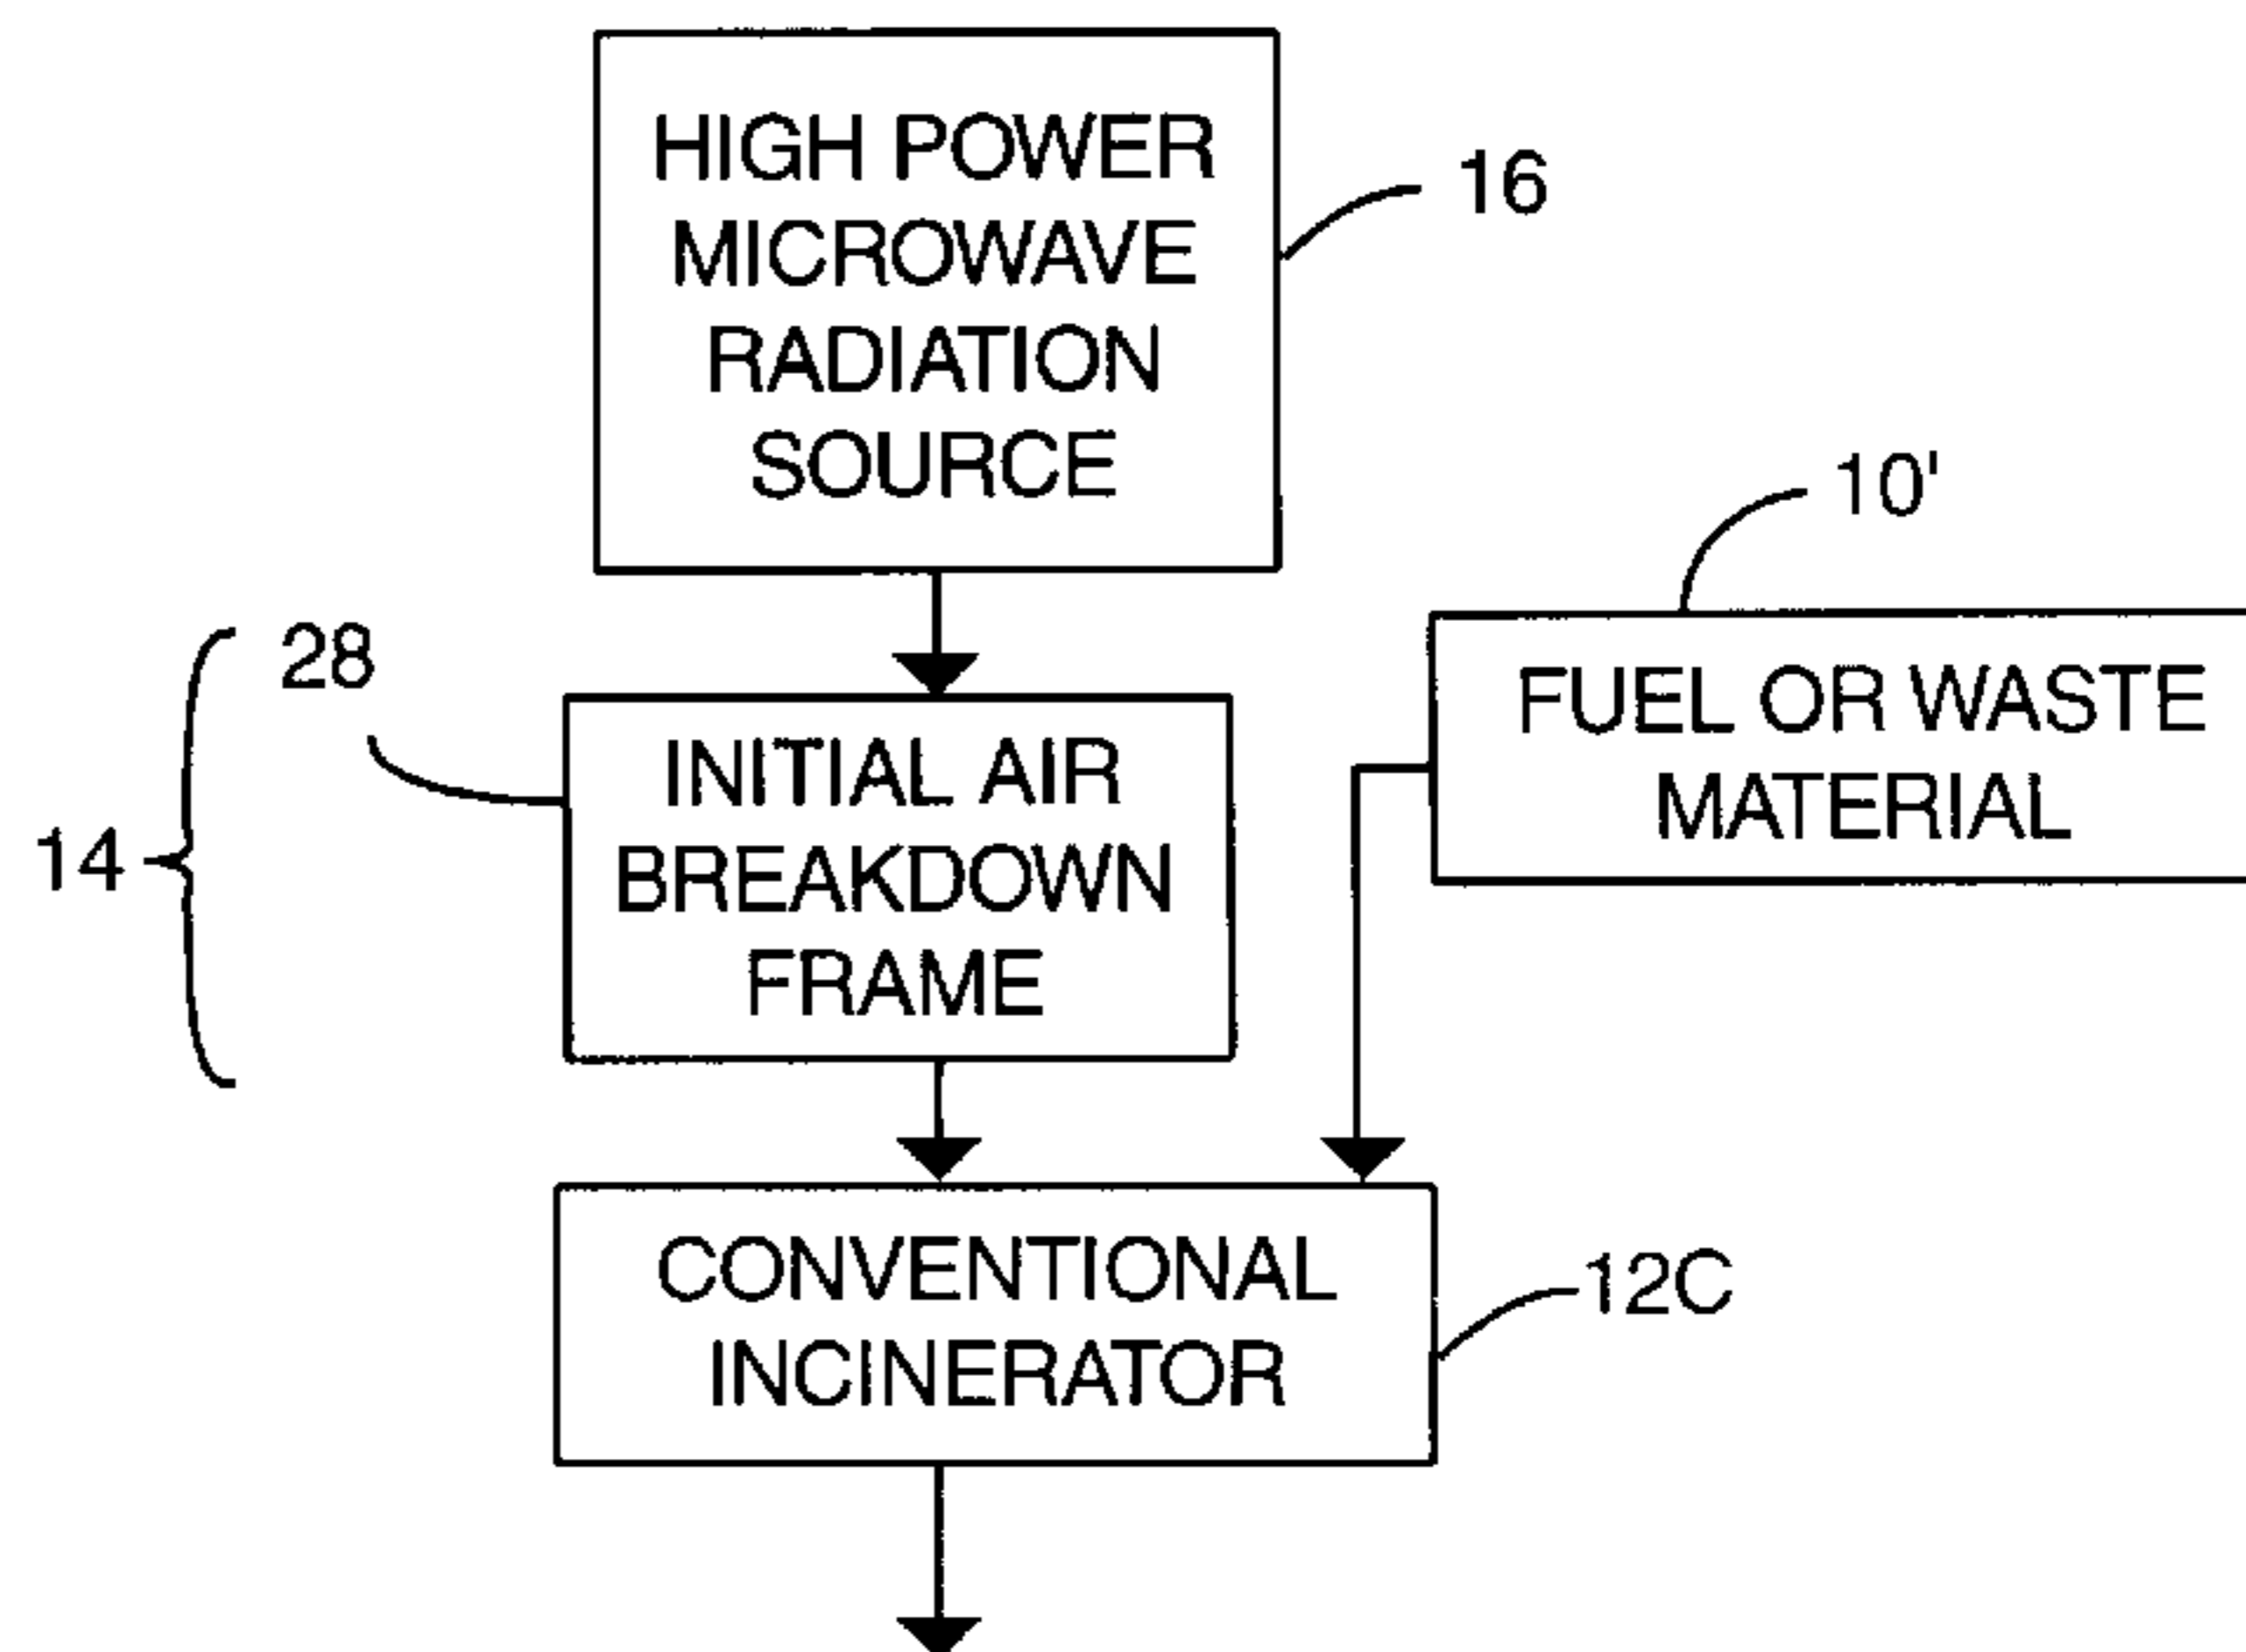 HIGH POWER
MICROWAVE
RADIATION
SOURCE
16
10'
FUEL OR WASTE
MATERIAL
28
14
INITIAL AIR
BREAKDOWN
FRAME
CONVENTIONAL
INCINERATOR
12C